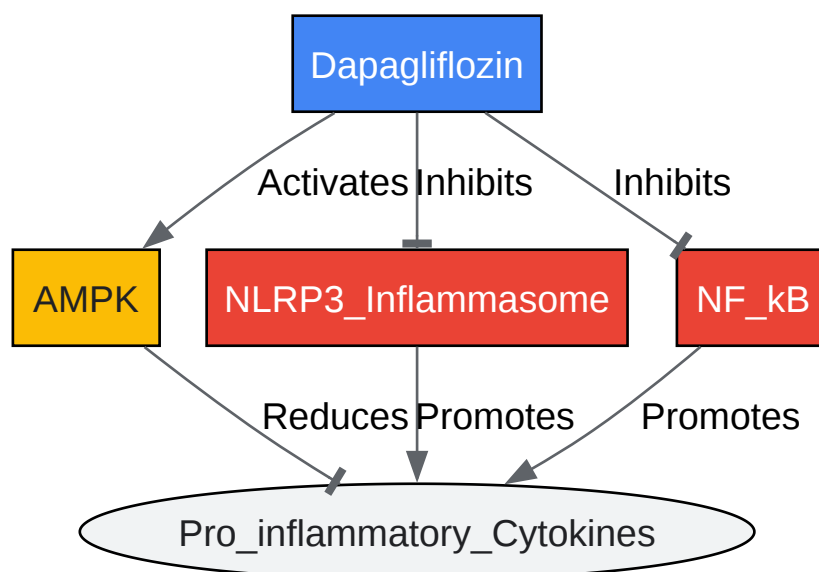 Dapagliflozin
Activates Inhibits Inhibits
AMPK NLRP3_Inflammasome NF_kB
Reduces Promotes Promotes
Pro_inflammatory_Cytokines